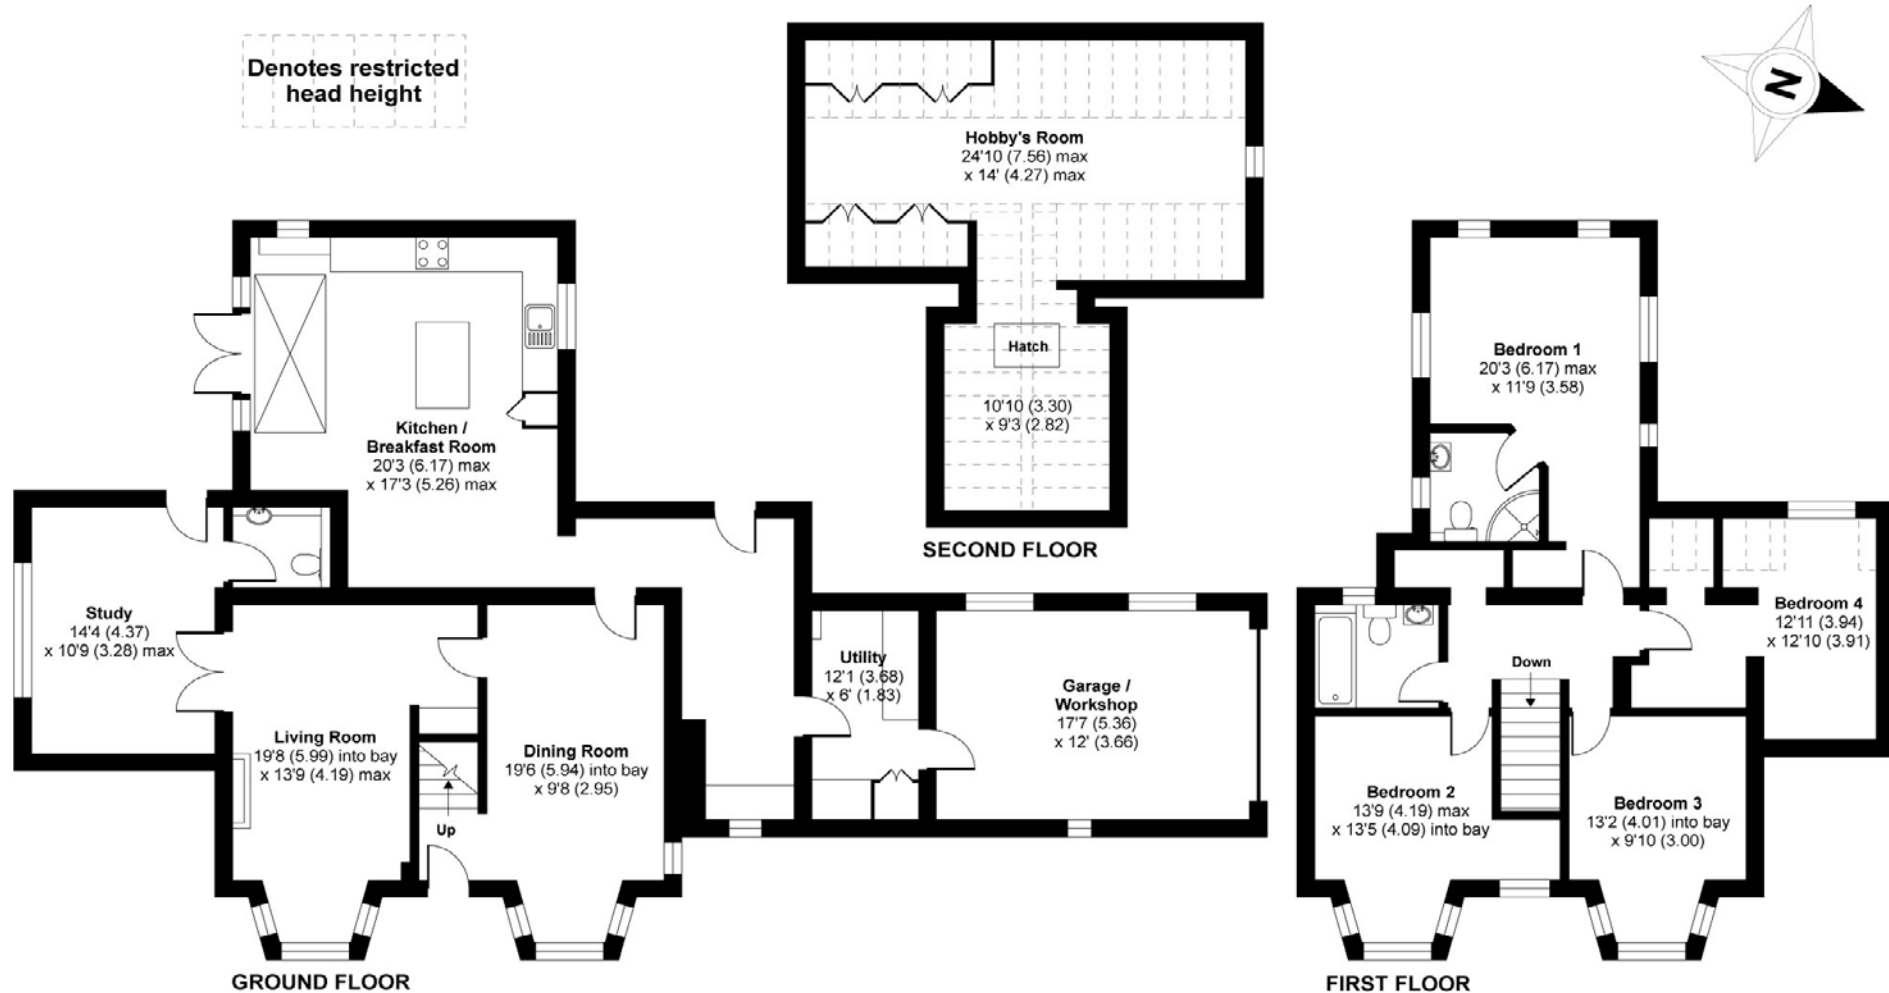 Denotes restricted
head height
N
Hobby's Room
24'10 (7.56) max
x 14' (4.27) max
Hatch
10'10 (3.30)
x 9'3 (2.82)
SECOND FLOOR
Kitchen /
Breakfast Room
20'3 (6.17) max
x 17'3 (5.26) max
Study
14'4 (4.37)
x 10'9 (3.28) max
Living Room
19'8 (5.99) into bay
x 13'9 (4.19) max
Up
Dining Room
19'6 (5.94) into bay
x 9'8 (2.95)
Utility
12'1 (3.68)
x 6' (1.83)
Garage /
Workshop
17'7 (5.36)
x 12' (3.66)
GROUND FLOOR
Bedroom 1
20'3 (6.17) max
x 11'9 (3.58)
Bedroom 4
12'11 (3.94)
x 12'10 (3.91)
Down
Bedroom 2
13'9 (4.19) max
x 13'5 (4.09) into bay
Bedroom 3
13'2 (4.01) into bay
x 9'10 (3.00)
FIRST FLOOR